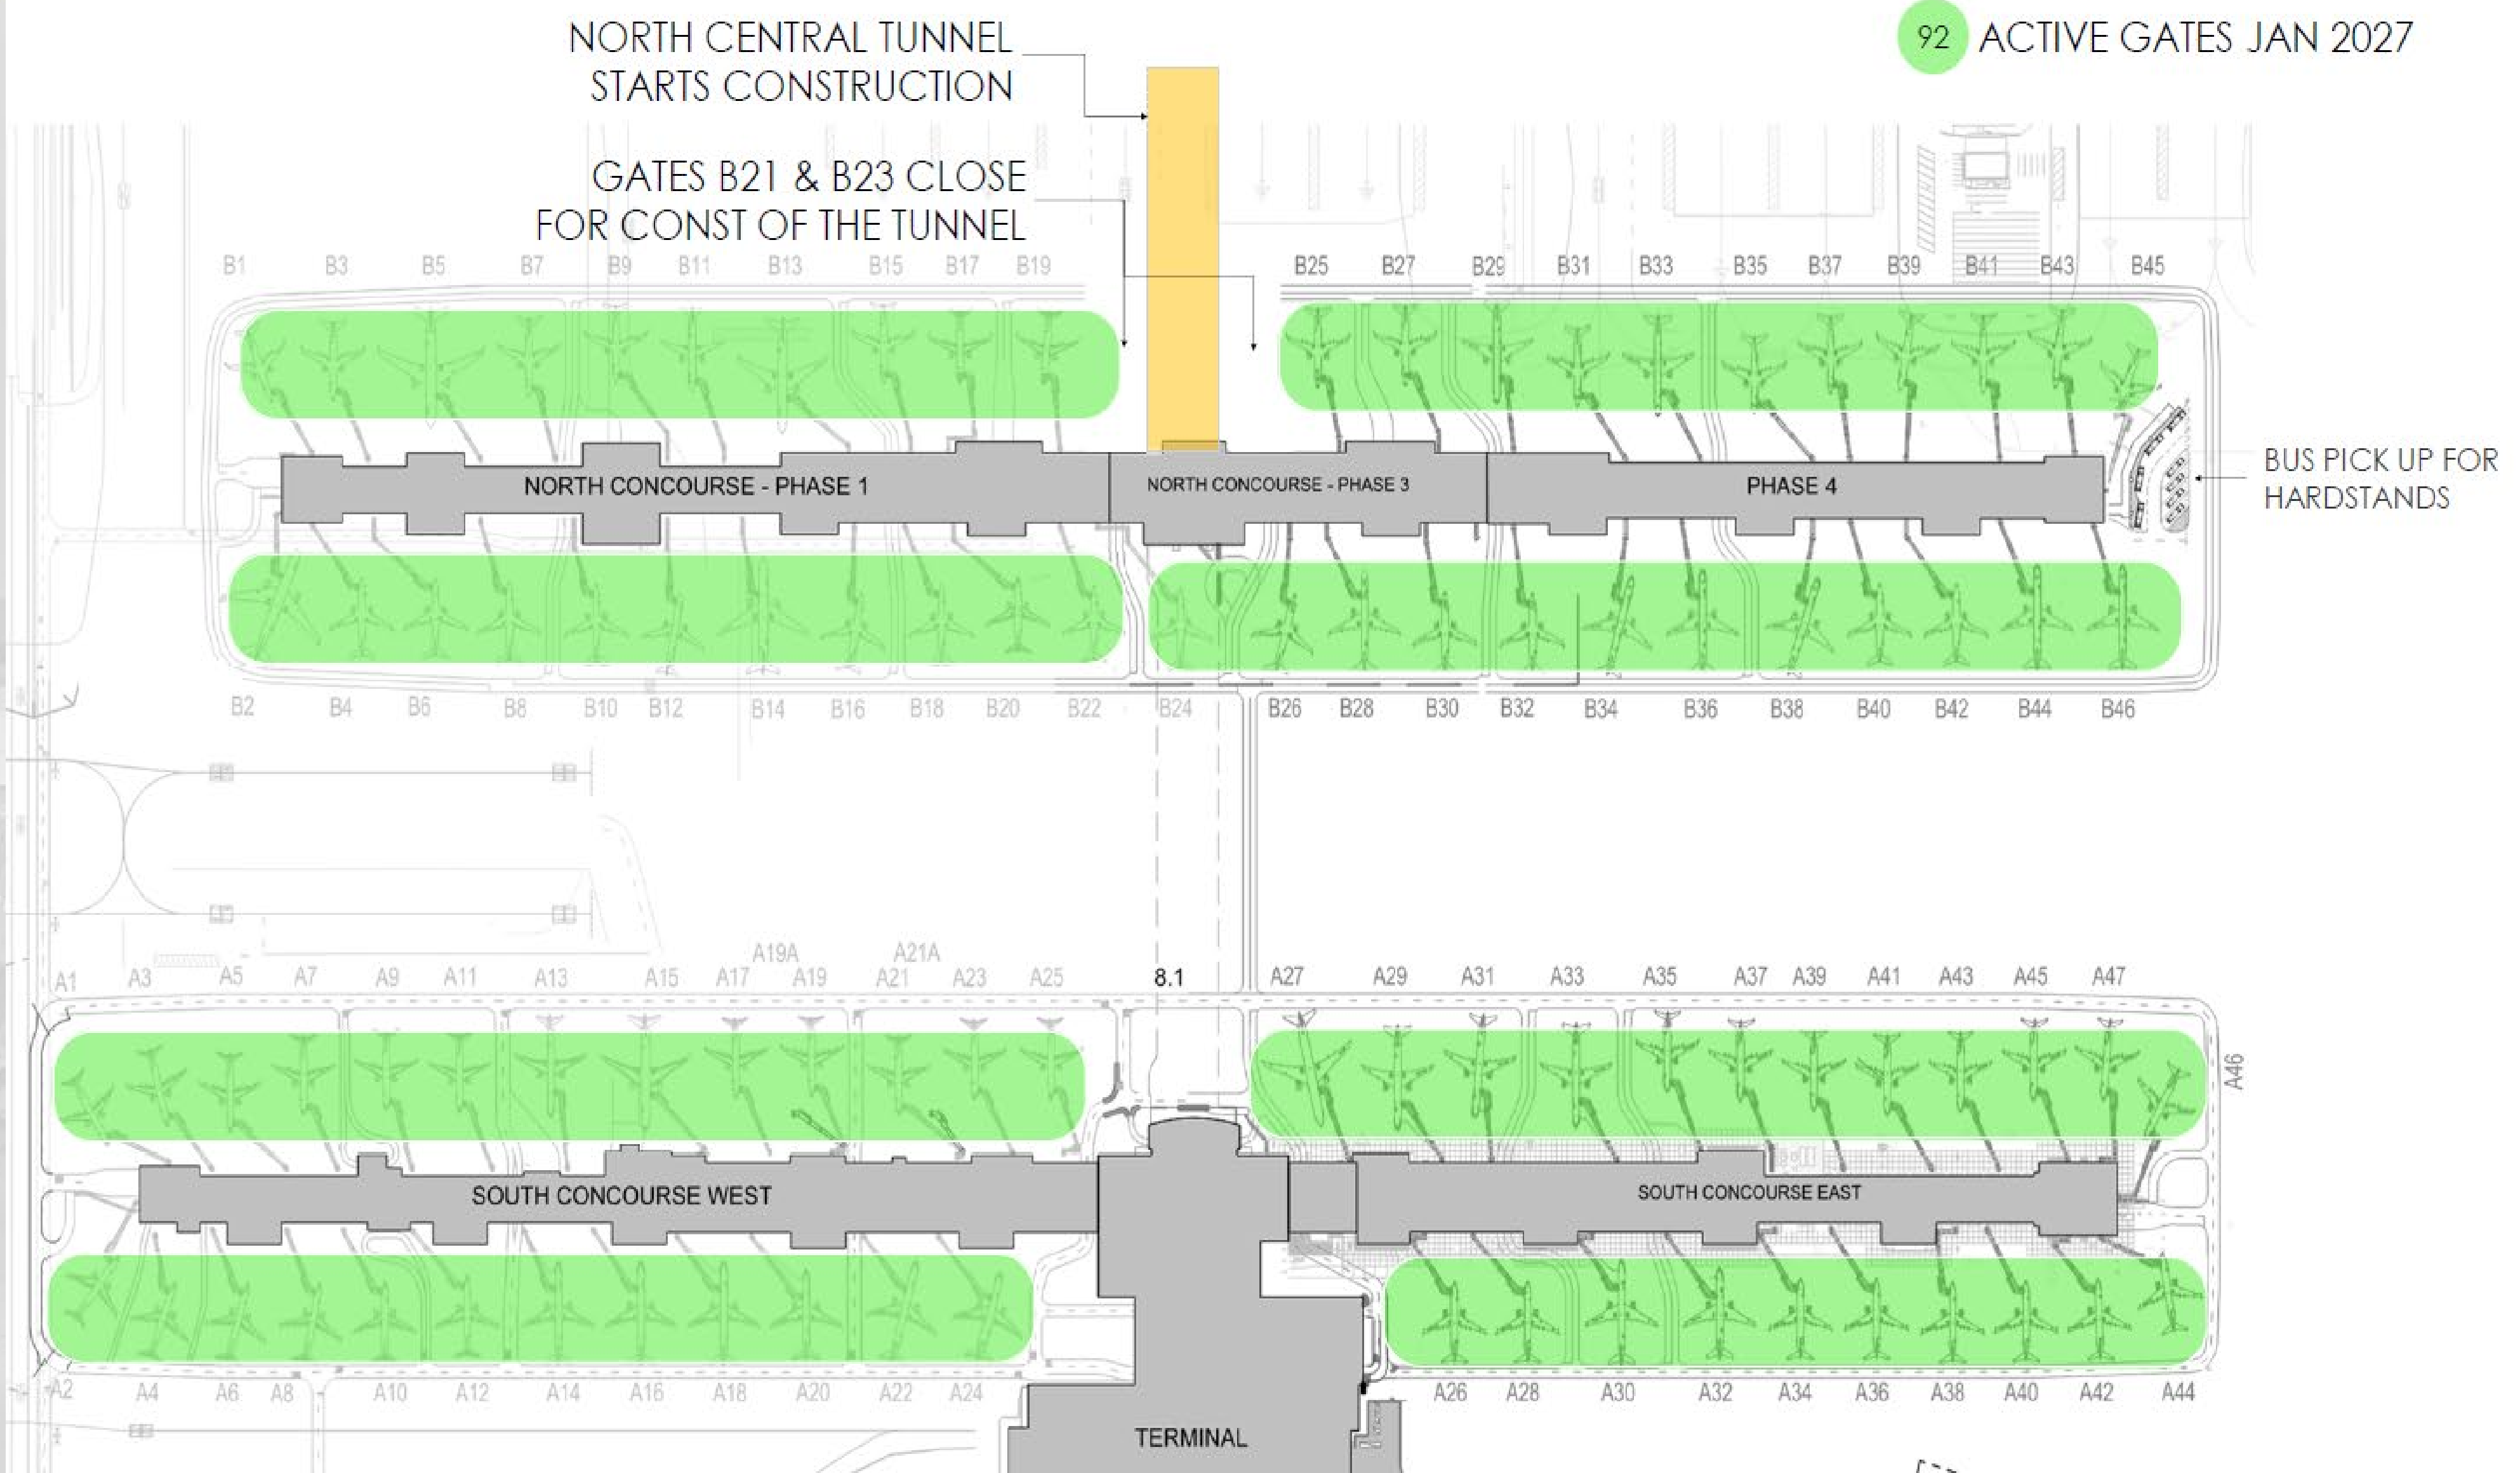 NORTH CENTRAL TUNNEL
STARTS CONSTRUCTION
92 ACTIVE GATES JAN 2027
GATES B21 & B23 CLOSE
FOR CONST OF THE TUNNEL
B1 B3 B5 B7 B9 B11 B13 B15 B17 B19 B25 B27 B29 B31 B33 B35 B37 B39 B41 B43 B45
BUS PICK UP FOR
HARDSTANDS
NORTH CONCOURSE - PHASE 1
NORTH CONCOURSE - PHASE 3
PHASE 4
B2 B4 B6 B8 B10 B12 B14 B16 B18 B20 B22 B24 B26 B28 B30 B32 B34 B36 B38 B40 B42 B44 B46
A19A A21A
A1 A3 A5 A7 A9 A11 A13 A15 A17 A19 A21 A23 A25 8.1 A27 A29 A31 A33 A35 A37 A39 A41 A43 A45 A47
A46
SOUTH CONCOURSE WEST
SOUTH CONCOURSE EAST
A2 A4 A6 A8 A10 A12 A14 A16 A18 A20 A22 A24 A26 A28 A30 A32 A34 A36 A38 A40 A42 A44
TERMINAL